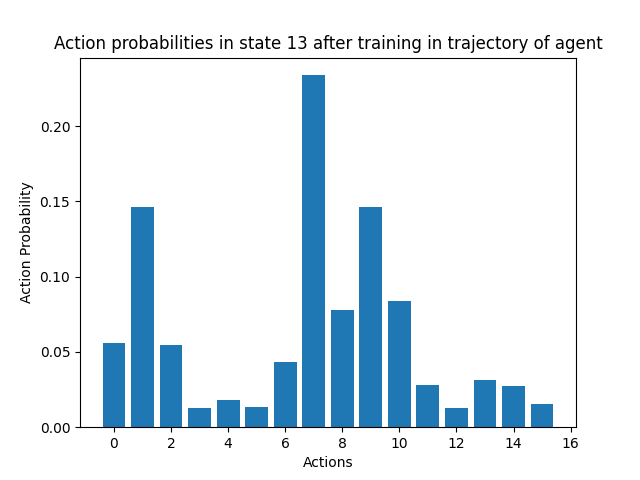 Action probabilities in state 13 after training in trajectory of agent
0.20
0.15
0.10
0.05
0.00
Action Probability
0 2 4 6 8 10 12 14 16
Actions